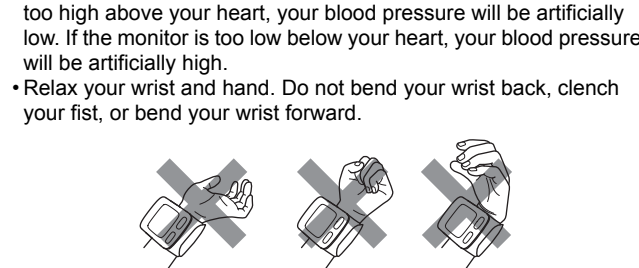 too high above your heart, your blood pressure will be artificially
low. If the monitor is too low below your heart, your blood pressure
will be artificially high.
• Relax your wrist and hand. Do not bend your wrist back, clench
your fist, or bend your wrist forward.